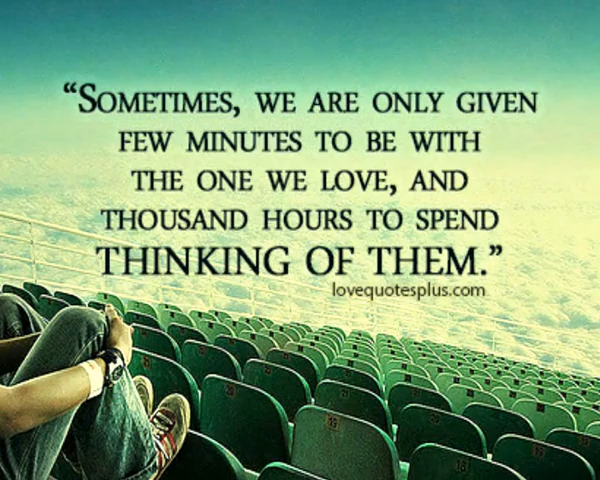 “SOMETIMES, WE ARE ONLY GIVEN
FEW MINUTES TO BE WITH
THE ONE WE LOVE, AND
THOUSAND HOURS TO SPEND
THINKING OF THEM.”
lovequotesplus.com